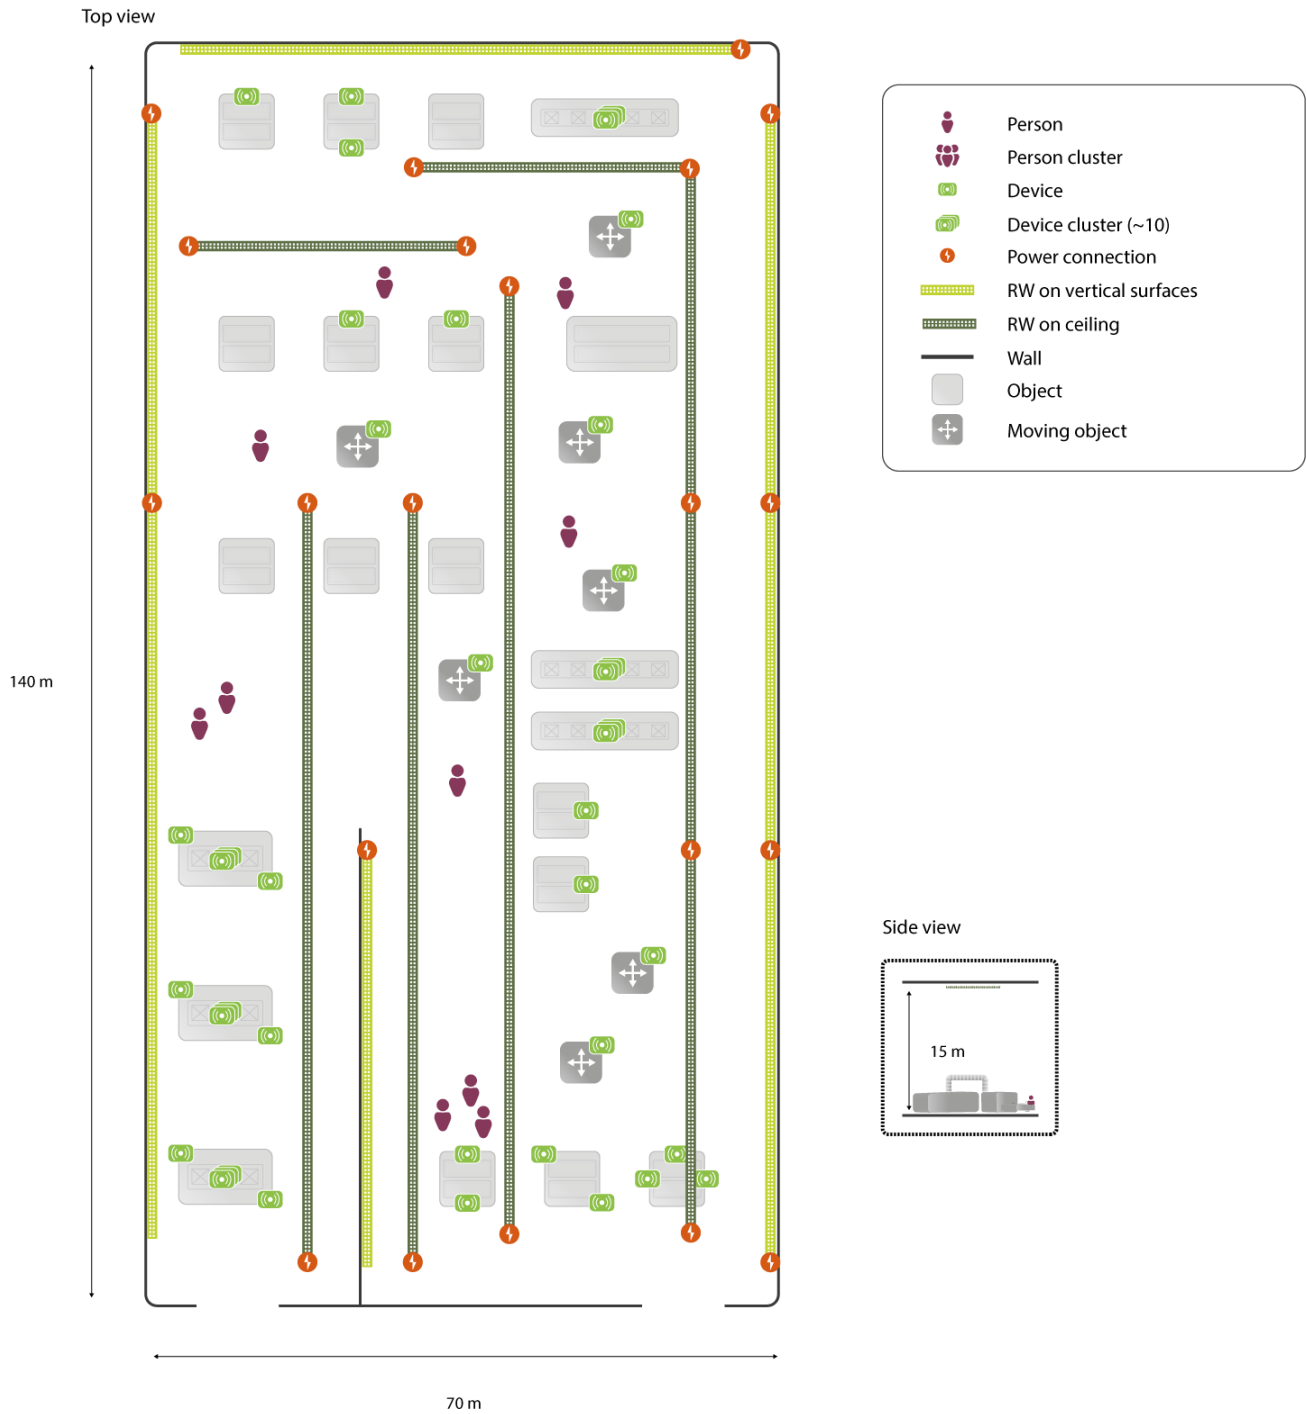 Top view
Person
Person cluster
Device
Device cluster (~10)
Power connection
RW on vertical surfaces
RW on ceiling
Wall
Object
Moving object
140 m
Side view
15 m
70 m